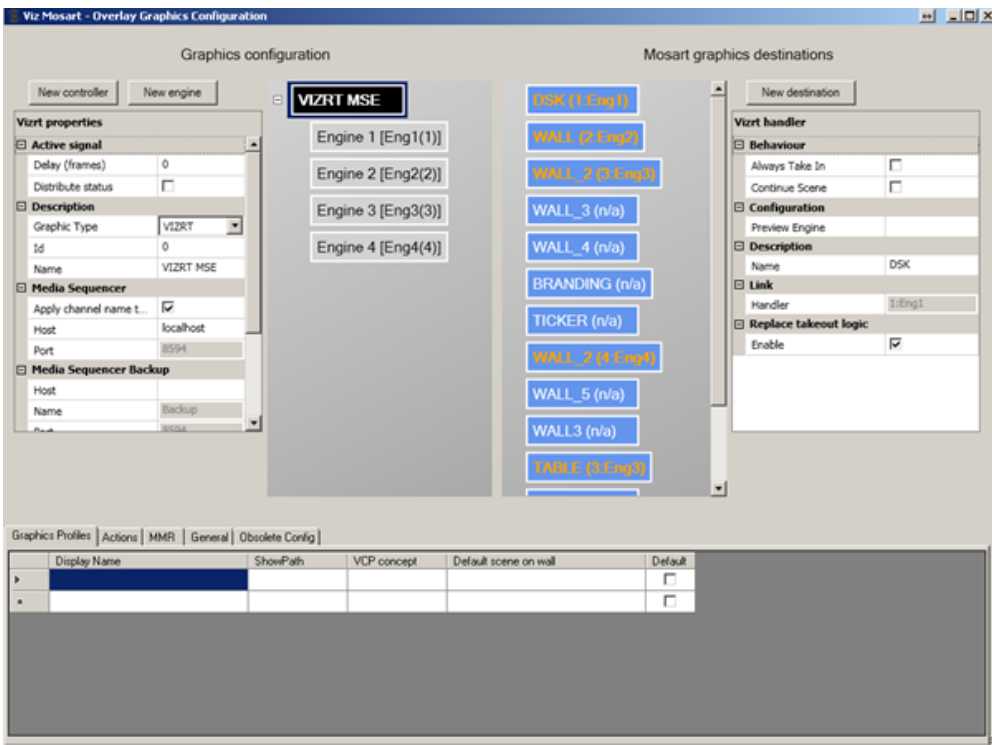 Viz Mosart - Overlay Graphics Configuration
Graphics configuration
Mosart graphics destinations
New controller
New engine
Vizrt properties
Active signal
Delay (frames) 0
Distribute status
Description
Graphic Type VIZRT
Id 0
Name VIZRT MSE
Media Sequencer
Apply channel name t...
Host localhost
Port 8594
Media Sequencer Backup
Host
Name Backup
Port 8594
VIZRT MSE
Engine 1 [Eng1(1)]
Engine 2 [Eng2(2)]
Engine 3 [Eng3(3)]
Engine 4 [Eng4(4)]
DSK (1:Eng1)
WALL (2:Eng2)
WALL_2 (3:Eng3)
WALL_3 (n/a)
WALL_4 (n/a)
BRANDING (n/a)
TICKER (n/a)
WALL_2 (4:Eng4)
WALL_5 (n/a)
WALL3 (n/a)
TABLE (3:Eng3)
New destination
Vizrt handler
Behaviour
Always Take In
Continue Scene
Configuration
Preview Engine
Description
Name DSK
Link
Handler 1:Eng1
Replace takeout logic
Enable
Graphics Profiles Actions MMR General Obsolete Config
Display Name ShowPath VCP concept Default scene on wall Default